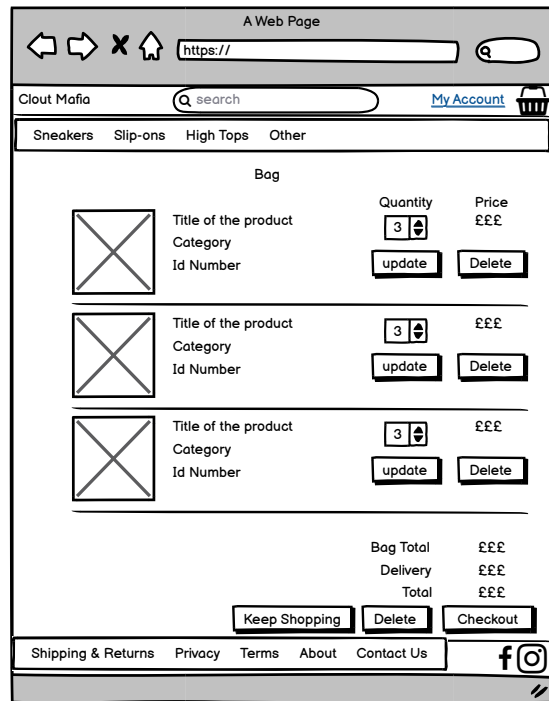 A Web Page
https://
Clout Mafia search My Account
Sneakers Slip-ons High Tops Other
Bag
Quantity Price
Title of the product 3 £££
Category
Id Number update Delete
Title of the product 3 £££
Category
Id Number update Delete
Title of the product 3 £££
Category
Id Number update Delete
Bag Total £££
Delivery £££
Total £££
Keep Shopping Delete Checkout
Shipping & Returns Privacy Terms About Contact Us f